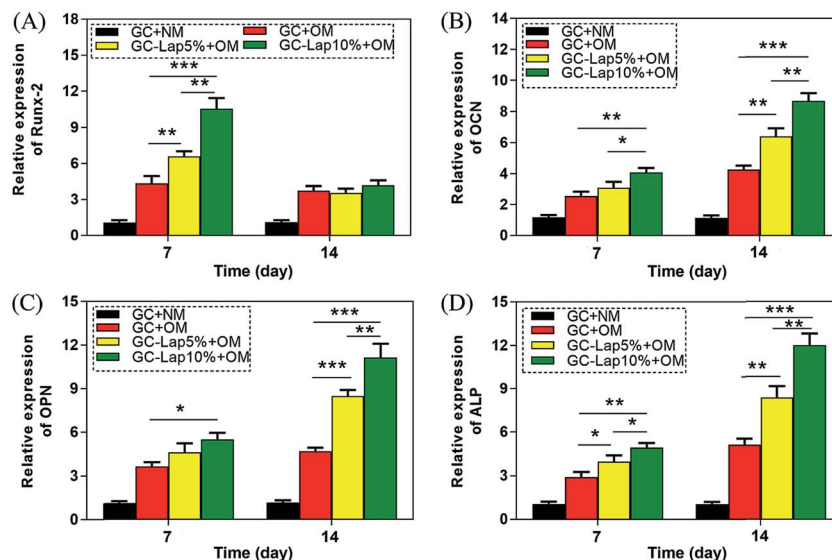 (A)
GC+NM GC+OM
GC-Lap5%+OM GC-Lap10%+OM
Relative expression
of Runx-2
18
15
12
9
6
3
0
***
**
**
7 14
Time (day)
(B)
GC+NM
GC+OM
GC-Lap5%+OM
GC-Lap10%+OM
Relative expression
of OCN
14
12
10
8
6
4
2
0
**
*
***
**
**
7 14
Time (day)
(C)
GC+NM
GC+OM
GC-Lap5%+OM
GC-Lap10%+OM
Relative expression
of OPN
15
12
9
6
3
0
*
***
**
***
7 14
Time (day)
(D)
GC+NM
GC+OM
GC-Lap5%+OM
GC-Lap10%+OM
Relative expression
of ALP
15
12
9
6
3
0
**
*
*
***
**
**
7 14
Time (day)